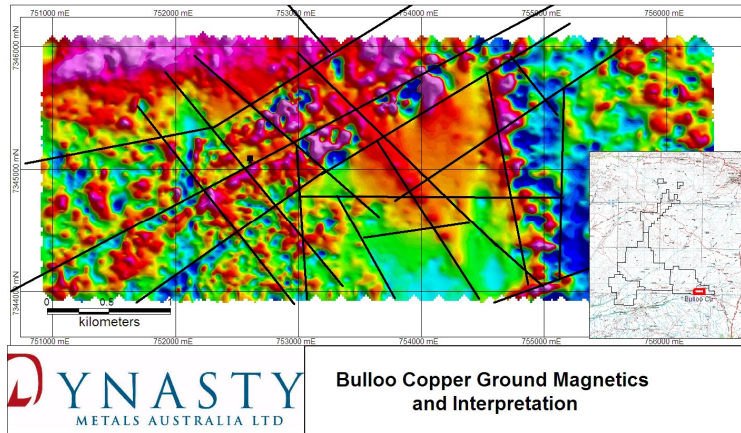 751000 mE 752000 mE 753000 mE 754000 mE 755000 mE 756000 mE
7346000 mN
7345000 mN
7344000 mN
0 0.5 1
kilometers
751000 mE 752000 mE 753000 mE 754000 mE 755000 mE 756000 mE
DYNASTY
METALS AUSTRALIA LTD
Bulloo Copper Ground Magnetics
and Interpretation